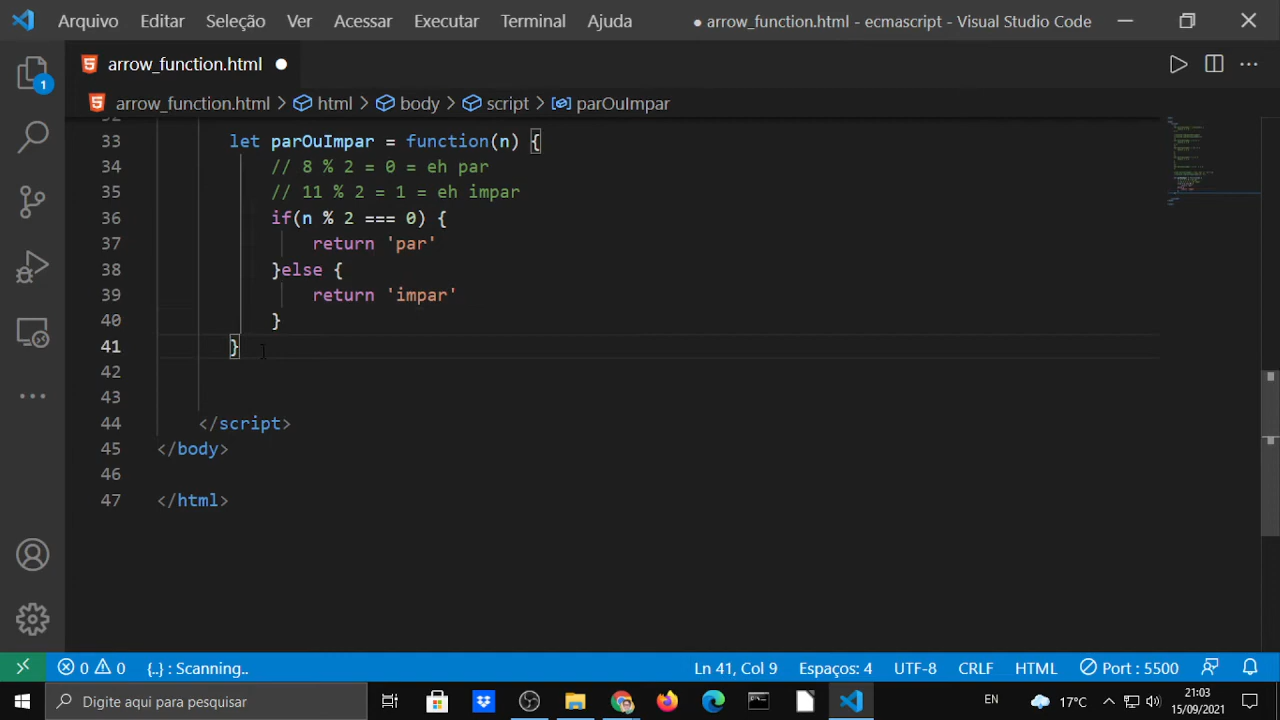 Arquivo Editar Seleção Ver Acessar Executar Terminal Ajuda ● arrow_function.html - ecmascript - Visual Studio Code
arrow_function.html ●
1
arrow_function.html > html > body > script > parOuImpar
32
33 let parOuImpar = function(n) {
34 // 8 % 2 = 0 = eh par
35 // 11 % 2 = 1 = eh impar
36 if(n % 2 === 0) {
37 return 'par'
38 }else {
39 return 'impar'
40 }
41 }
42
43
44 </script>
45 </body>
46
47 </html>
0 0 {..} : Scanning.. Ln 41, Col 9 Espaços: 4 UTF-8 CRLF HTML Port : 5500
Digite aqui para pesquisar EN 17°C 21:03
15/09/2021